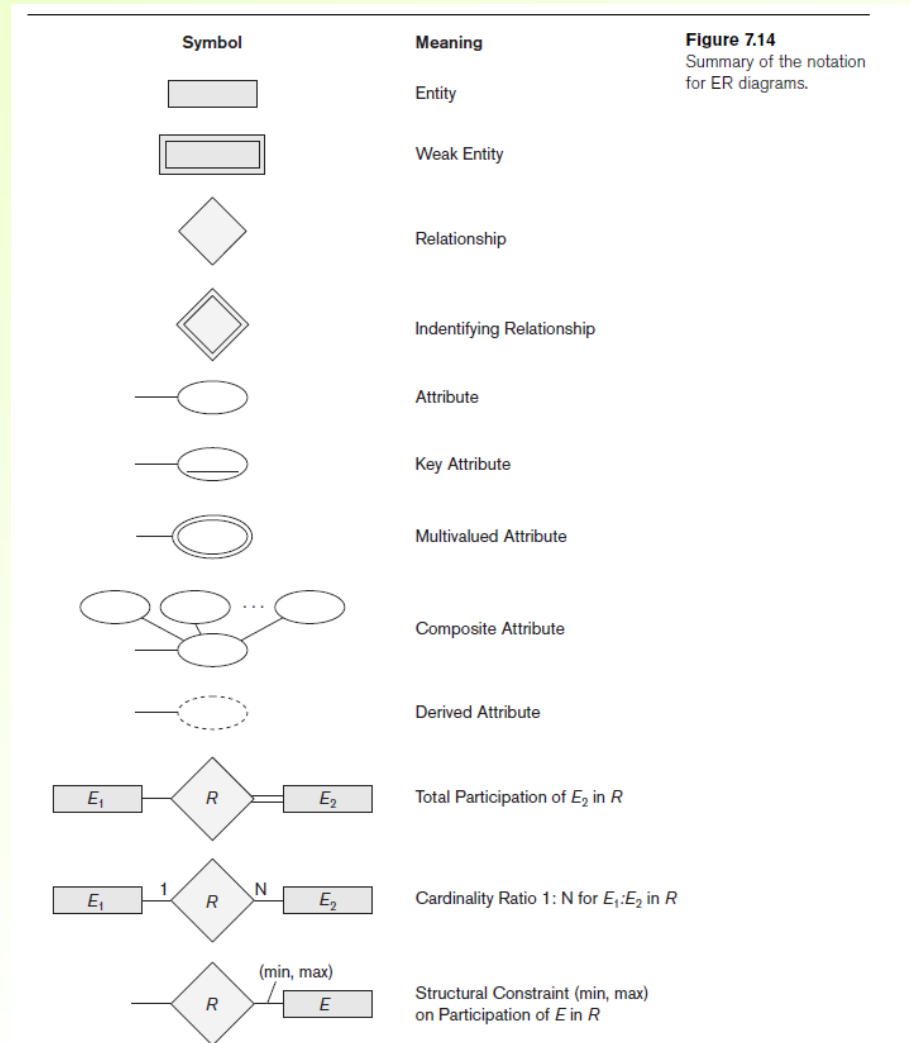 Symbol
Meaning
Figure 7.14
Summary of the notation
for ER diagrams.
Entity
Weak Entity
Relationship
Indentifying Relationship
Attribute
Key Attribute
Multivalued Attribute
. . .
Composite Attribute
Derived Attribute
E₁ R E₂ Total Participation of E₂ in R
1 N
E₁ R E₂ Cardinality Ratio 1: N for E₁:E₂ in R
(min, max)
R E
Structural Constraint (min, max)
on Participation of E in R